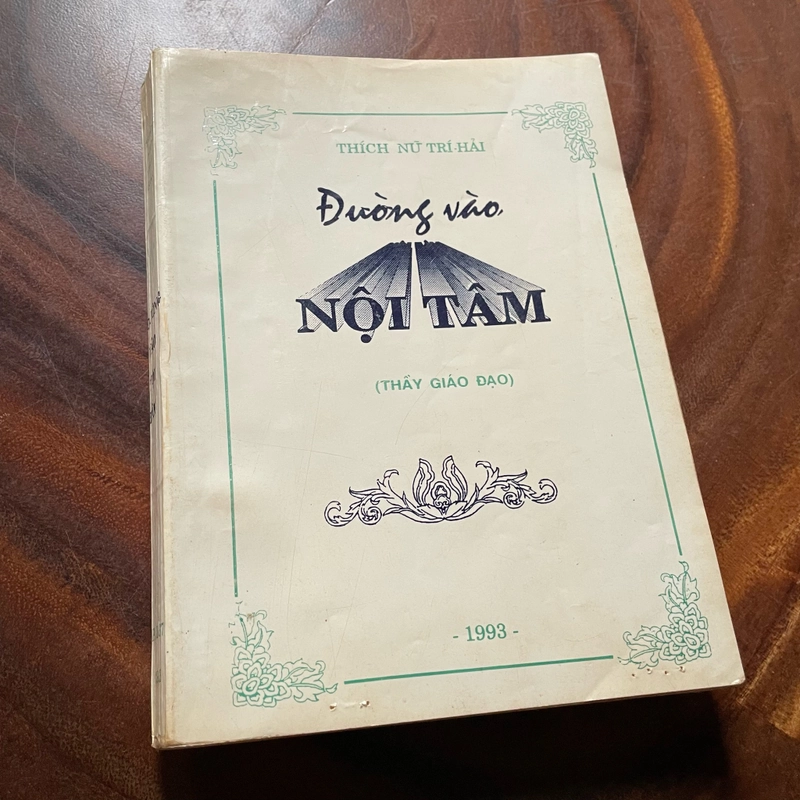 THÍCH NỮ TRÍ-HẢI
Đường vào
NỘI TÂM
(THẦY GIÁO ĐẠO)
- 1993 -